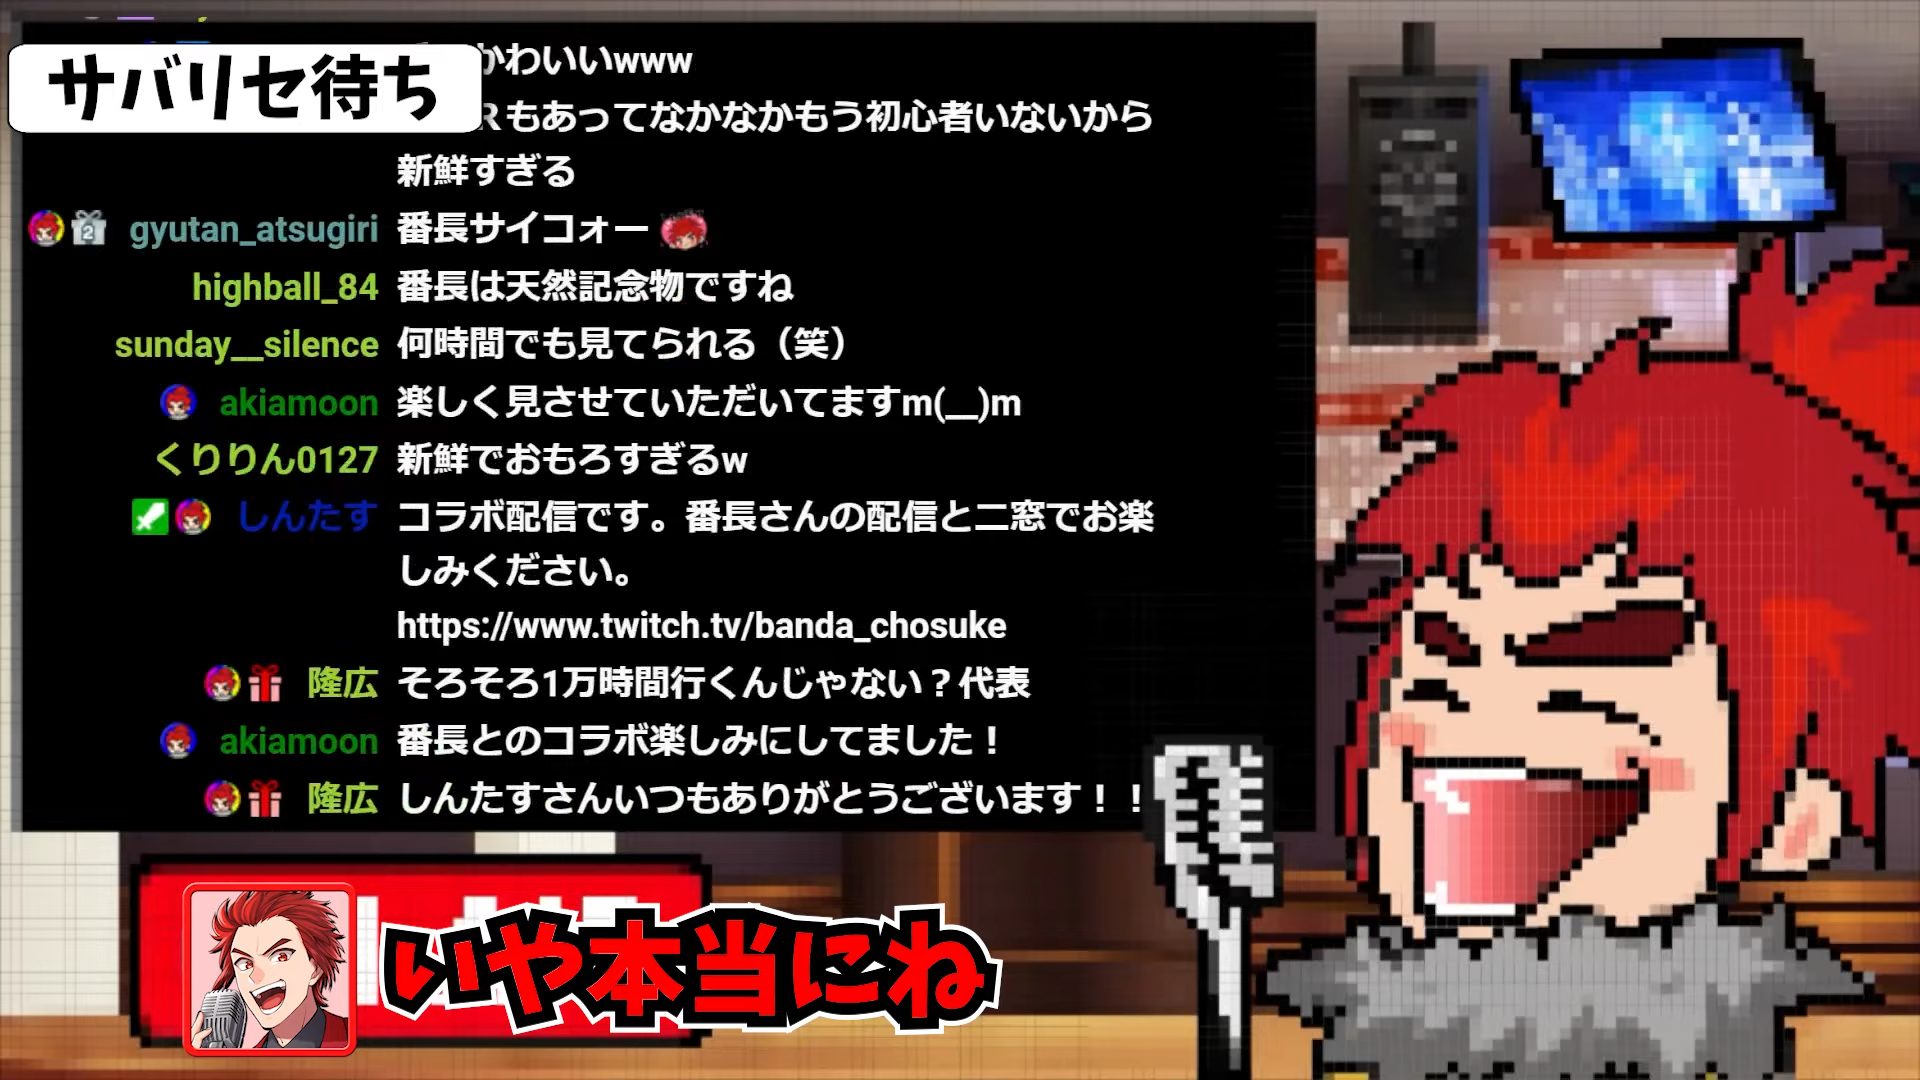 サバリセ待ち
かわいいwww
Rもあってなかなかもう初心者いないから
新鮮すぎる
gyutan_atsugiri 番長サイコォー
highball_84 番長は天然記念物ですね
sunday__silence 何時間でも見てられる（笑）
akiamoon 楽しく見させていただいてますm(__)m
くりりん0127 新鮮でおもろすぎるw
しんたす コラボ配信です。番長さんの配信と二窓でお楽
しみください。
https://www.twitch.tv/banda_chosuke
隆広 そろそろ1万時間行くんじゃない？代表
akiamoon 番長とのコラボ楽しみにしてました！
隆広 しんたすさんいつもありがとうございます！！
いや本当にね